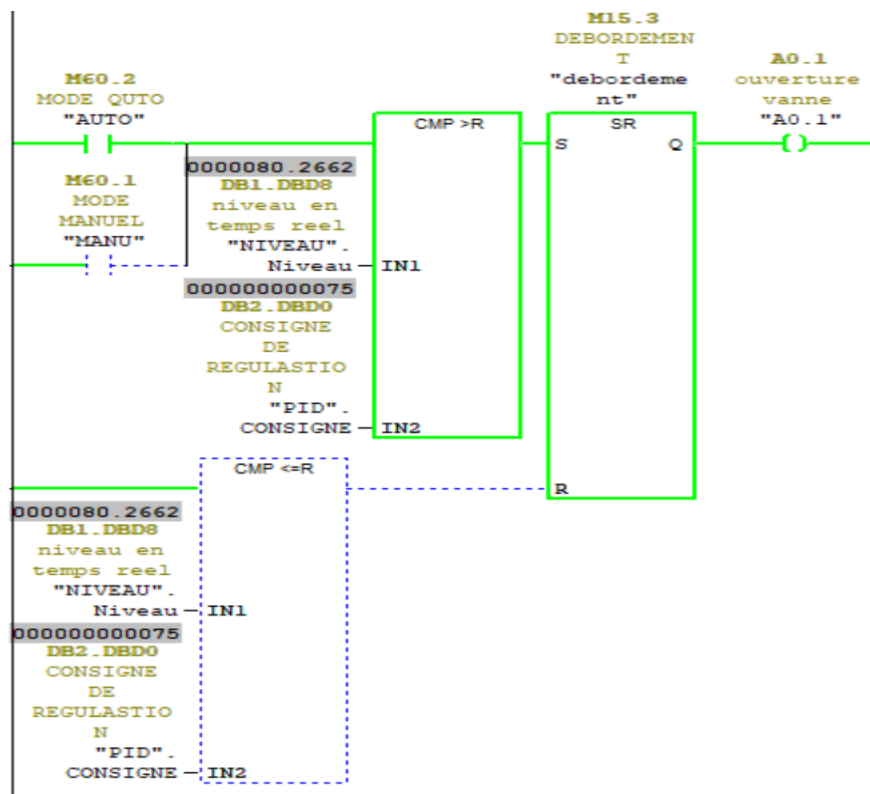 M15.3
DEBORDEMEN
T
"debordeme
nt"
A0.1
ouverture
vanne
"A0.1"
M60.2
MODE QUTO
"AUTO"
CMP >R
SR
S
Q
M60.1
MODE
MANUEL
"MANU"
0000080.2662
DB1.DBD8
niveau en
temps reel
"NIVEAU".
Niveau
IN1
000000000075
DB2.DBD0
CONSIGNE
DE
REGULASTIO
N
"PID".
CONSIGNE
IN2
CMP <=R
R
0000080.2662
DB1.DBD8
niveau en
temps reel
"NIVEAU".
Niveau
IN1
000000000075
DB2.DBD0
CONSIGNE
DE
REGULASTIO
N
"PID".
CONSIGNE
IN2